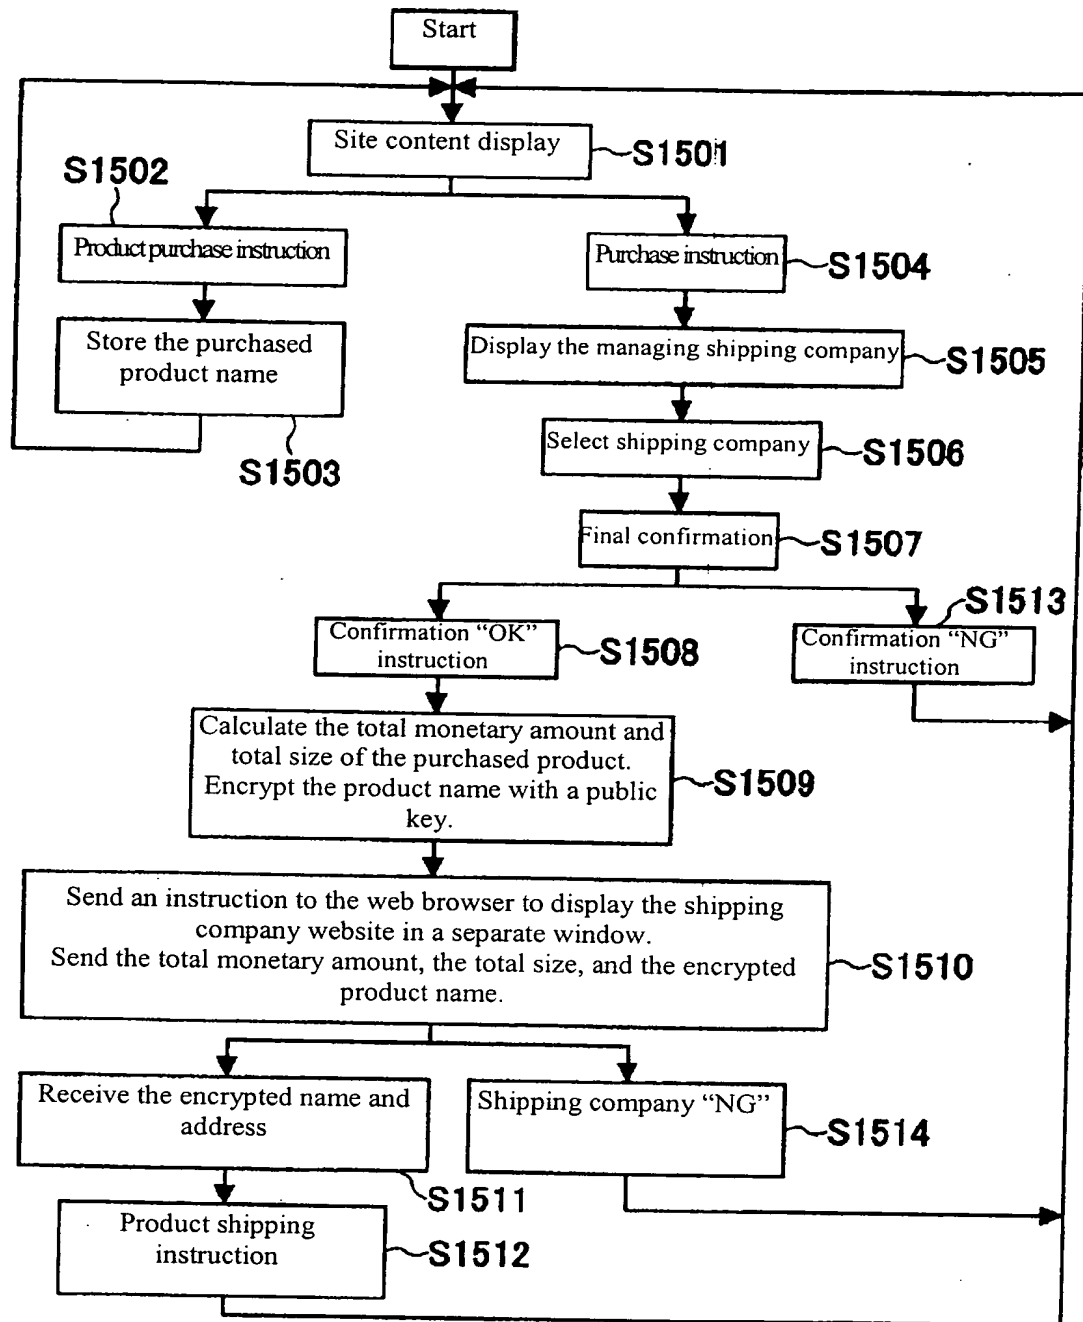 Start
Site content display
S1501
S1502
Product purchase instruction
Purchase instruction
S1504
Store the purchased
product name
S1503
Display the managing shipping company
S1505
Select shipping company
S1506
Final confirmation
S1507
S1513
Confirmation “OK”
instruction
S1508
Confirmation “NG”
instruction
Calculate the total monetary amount and
total size of the purchased product.
Encrypt the product name with a public
key.
S1509
Send an instruction to the web browser to display the shipping
company website in a separate window.
Send the total monetary amount, the total size, and the encrypted
product name.
S1510
Receive the encrypted name and
address
S1511
Shipping company “NG”
S1514
Product shipping
instruction
S1512